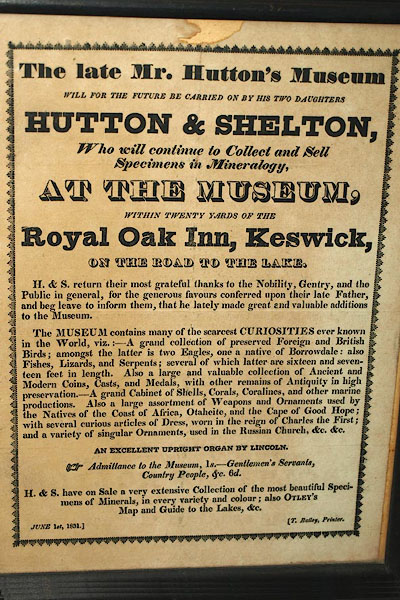 The late Mr. Hutton's Museum
WILL FOR THE FUTURE BE CARRIED ON BY HIS TWO DAUGHTERS
HUTTON & SHELTON,
Who will continue to Collect and Sell
Specimens in Mineralogy,
AT THE MUSEUM,
WITHIN TWENTY YARDS OF THE
Royal Oak Inn, Keswick,
ON THE ROAD TO THE LAKE.
H. & S. return their most grateful thanks to the Nobility, Gentry, and the
Public in general, for the generous favours conferred upon their late Father,
and beg leave to inform them, that he lately made great and valuable additions
to the Museum.
The MUSEUM contains many of the scarcest CURIOSITIES ever known
in the World, viz.:—A grand collection of preserved Foreign and British
Birds; amongst the latter is two Eagles, one a native of Borrowdale: also
Fishes, Lizards, and Serpents; several of which latter are sixteen and seven-
teen feet in length. Also a large and valuable collection of Ancient and
Modern Coins, Casts, and Medals, with other remains of Antiquity in high
preservation.—A grand Cabinet of Shells, Corals, Coralines, and other marine
productions. Also a large assortment of Weapons and Ornaments used by
the Natives of the Coast of Africa, Otaheite, and the Cape of Good Hope;
with several curious articles of Dress, worn in the reign of Charles the First;
and a variety of singular Ornaments, used in the Russian Church, &c. &c.
AN EXCELLENT UPRIGHT ORGAN BY LINCOLN.
☞ Admittance to the Museum, 1s.—Gentlemen's Servants,
Country People, &c. 6d.
H. & S. have on Sale a very extensive Collection of the most beautiful Speci-
mens of Minerals, in every variety and colour; also OTLEY'S
Map and Guide to the Lakes, &c.
JUNE 1st, 1831.] [T. Bailey, Printer.